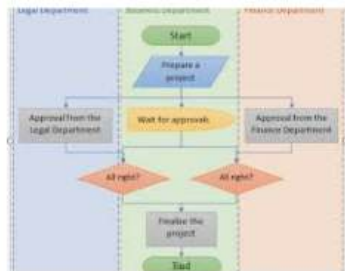 Legal Department
Business Department
Finance Department
Start
Prepare a
project
Approval from the
Legal Department
Wait for approvals
Approval from the
Finance Department
All right?
All right?
Finalize the
project
End